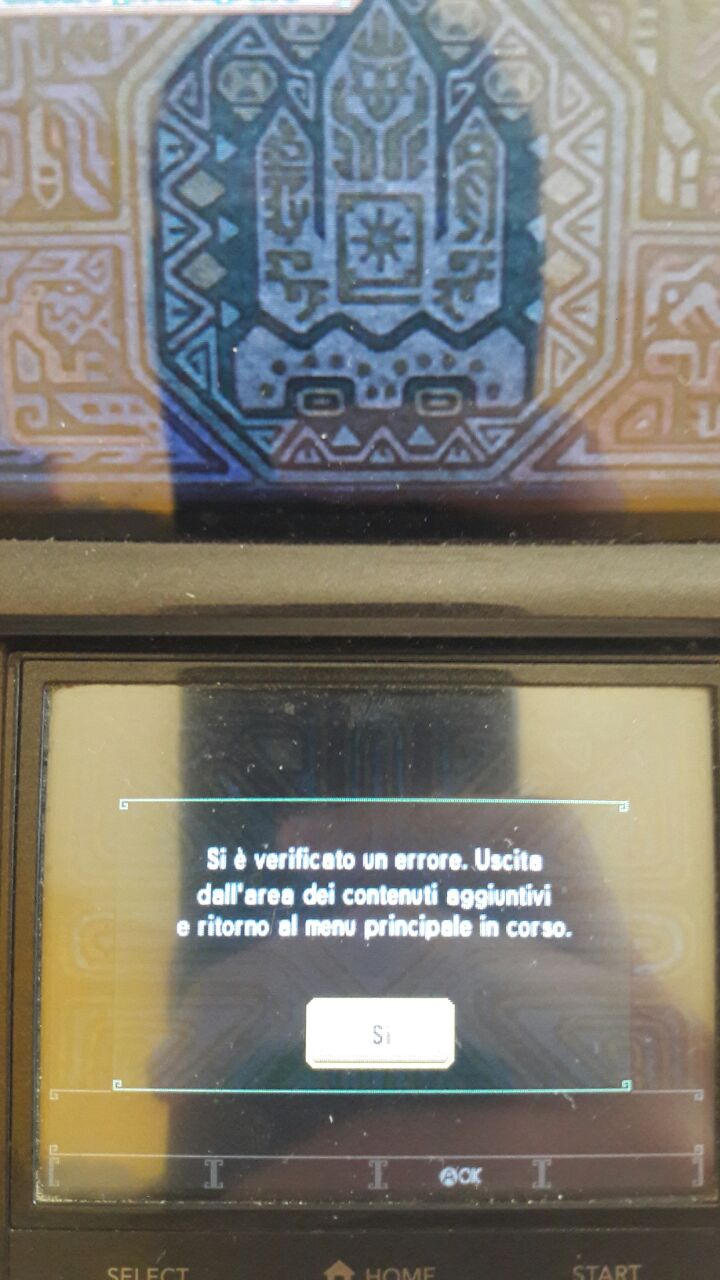 Si è verificato un errore. Uscita
dall'area dei contenuti aggiuntivi
e ritorno al menu principale in corso.
Sì
A OK
SELECT
HOME
START